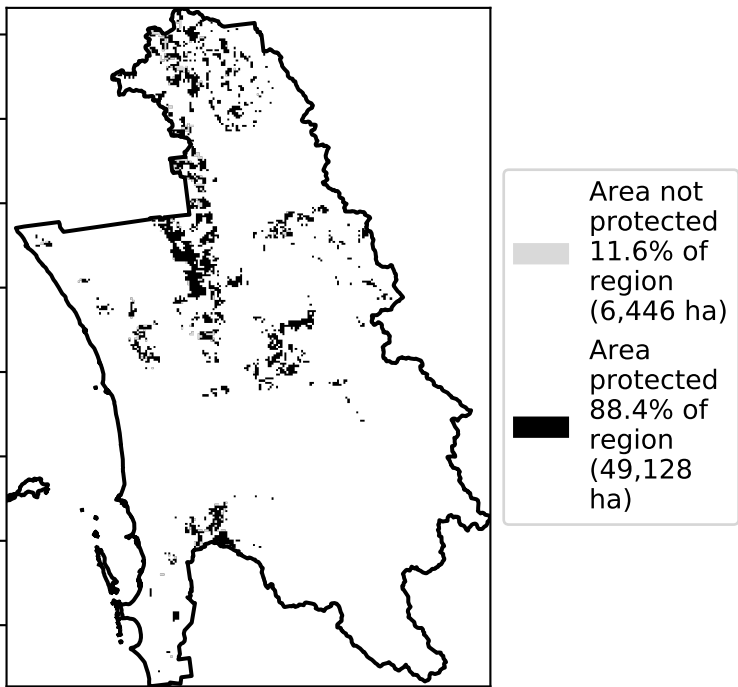 Area not
protected
11.6% of
region
(6,446 ha)
Area
protected
88.4% of
region
(49,128
ha)